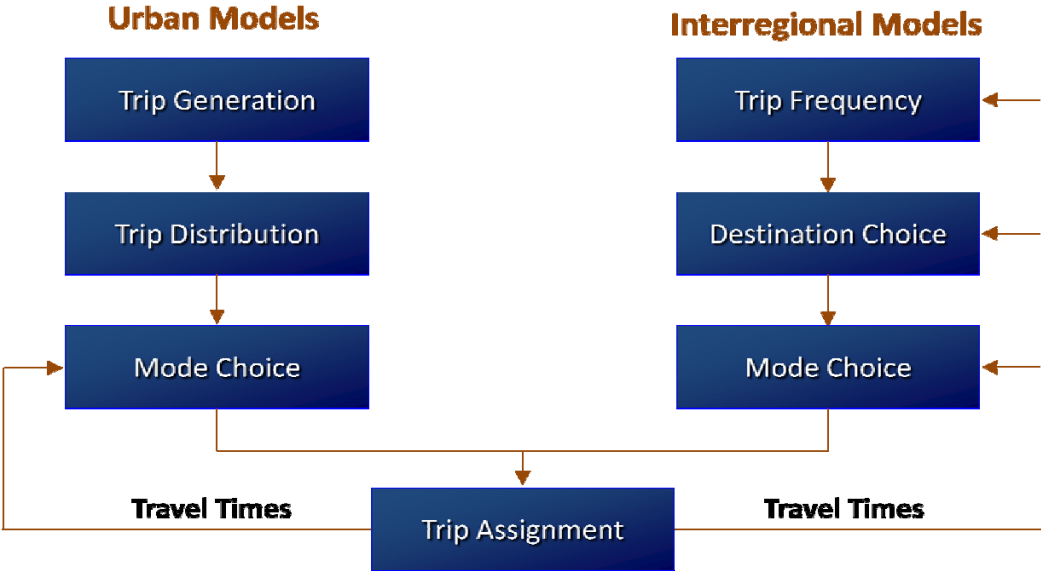 Urban Models
Interregional Models
Trip Generation
Trip Frequency
Trip Distribution
Destination Choice
Mode Choice
Mode Choice
Travel Times
Travel Times
Trip Assignment